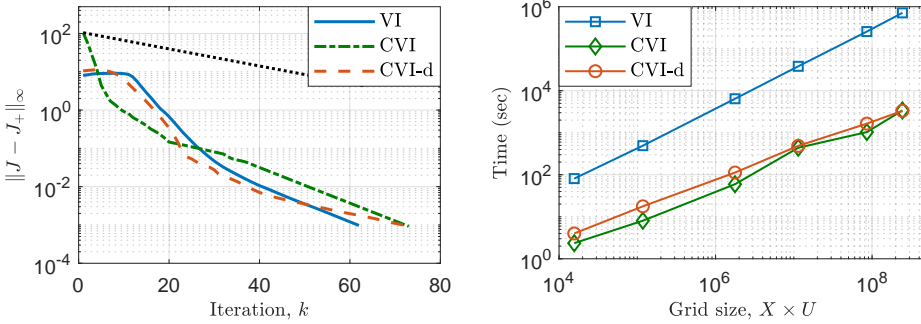 VI
CVI
CVI-d
10^2
10^0
10^-2
10^-4
‖J − J_+‖_∞
0 20 40 60 80
Iteration, k
VI
CVI
CVI-d
10^6
10^4
10^2
10^0
Time (sec)
10^4 10^6 10^8
Grid size, X × U